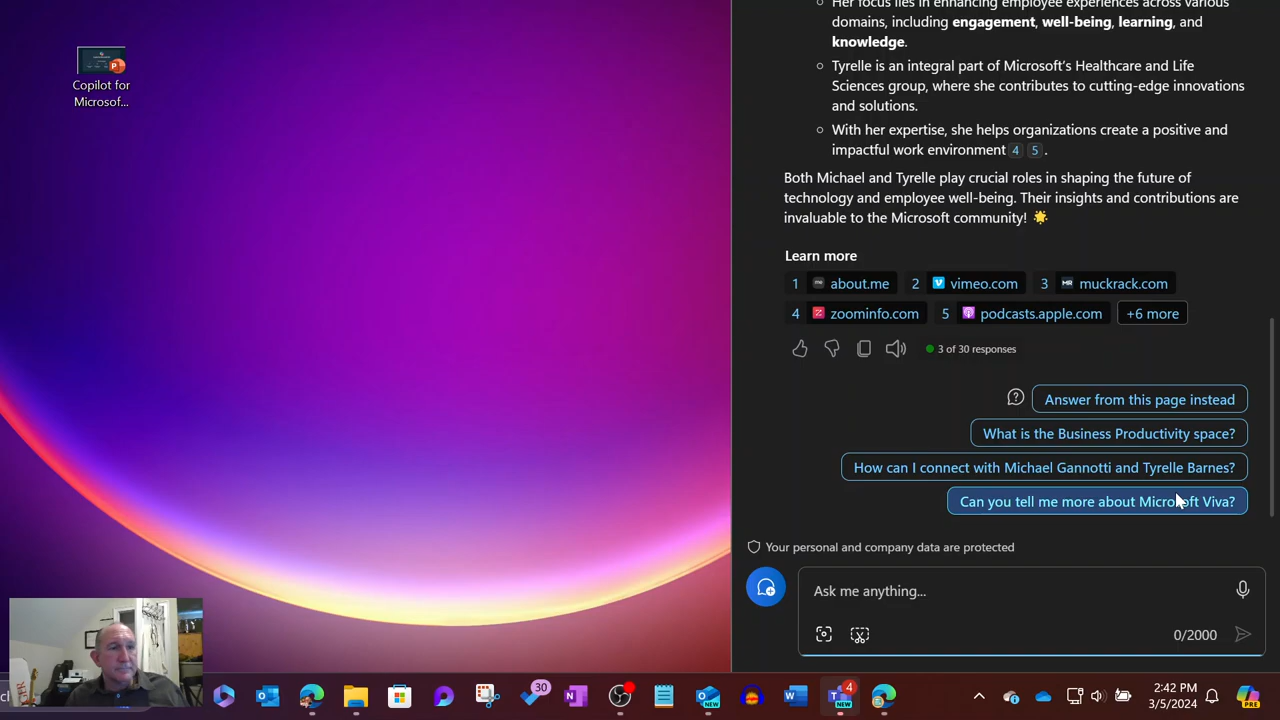 Copilot for
Microsof...
Her focus lies in enhancing employee experiences across various
domains, including engagement, well-being, learning, and
knowledge.
Tyrelle is an integral part of Microsoft's Healthcare and Life
Sciences group, where she contributes to cutting-edge innovations
and solutions.
With her expertise, she helps organizations create a positive and
impactful work environment 4 5 .
Both Michael and Tyrelle play crucial roles in shaping the future of
technology and employee well-being. Their insights and contributions are
invaluable to the Microsoft community! 🌟
Learn more
1 about.me 2 vimeo.com 3 muckrack.com
4 zoominfo.com 5 podcasts.apple.com +6 more
3 of 30 responses
Answer from this page instead
What is the Business Productivity space?
How can I connect with Michael Gannotti and Tyrelle Barnes?
Can you tell me more about Microsoft Viva?
Your personal and company data are protected
Ask me anything...
0/2000
30
NEW
4
NEW
2:42 PM
3/5/2024
PRE